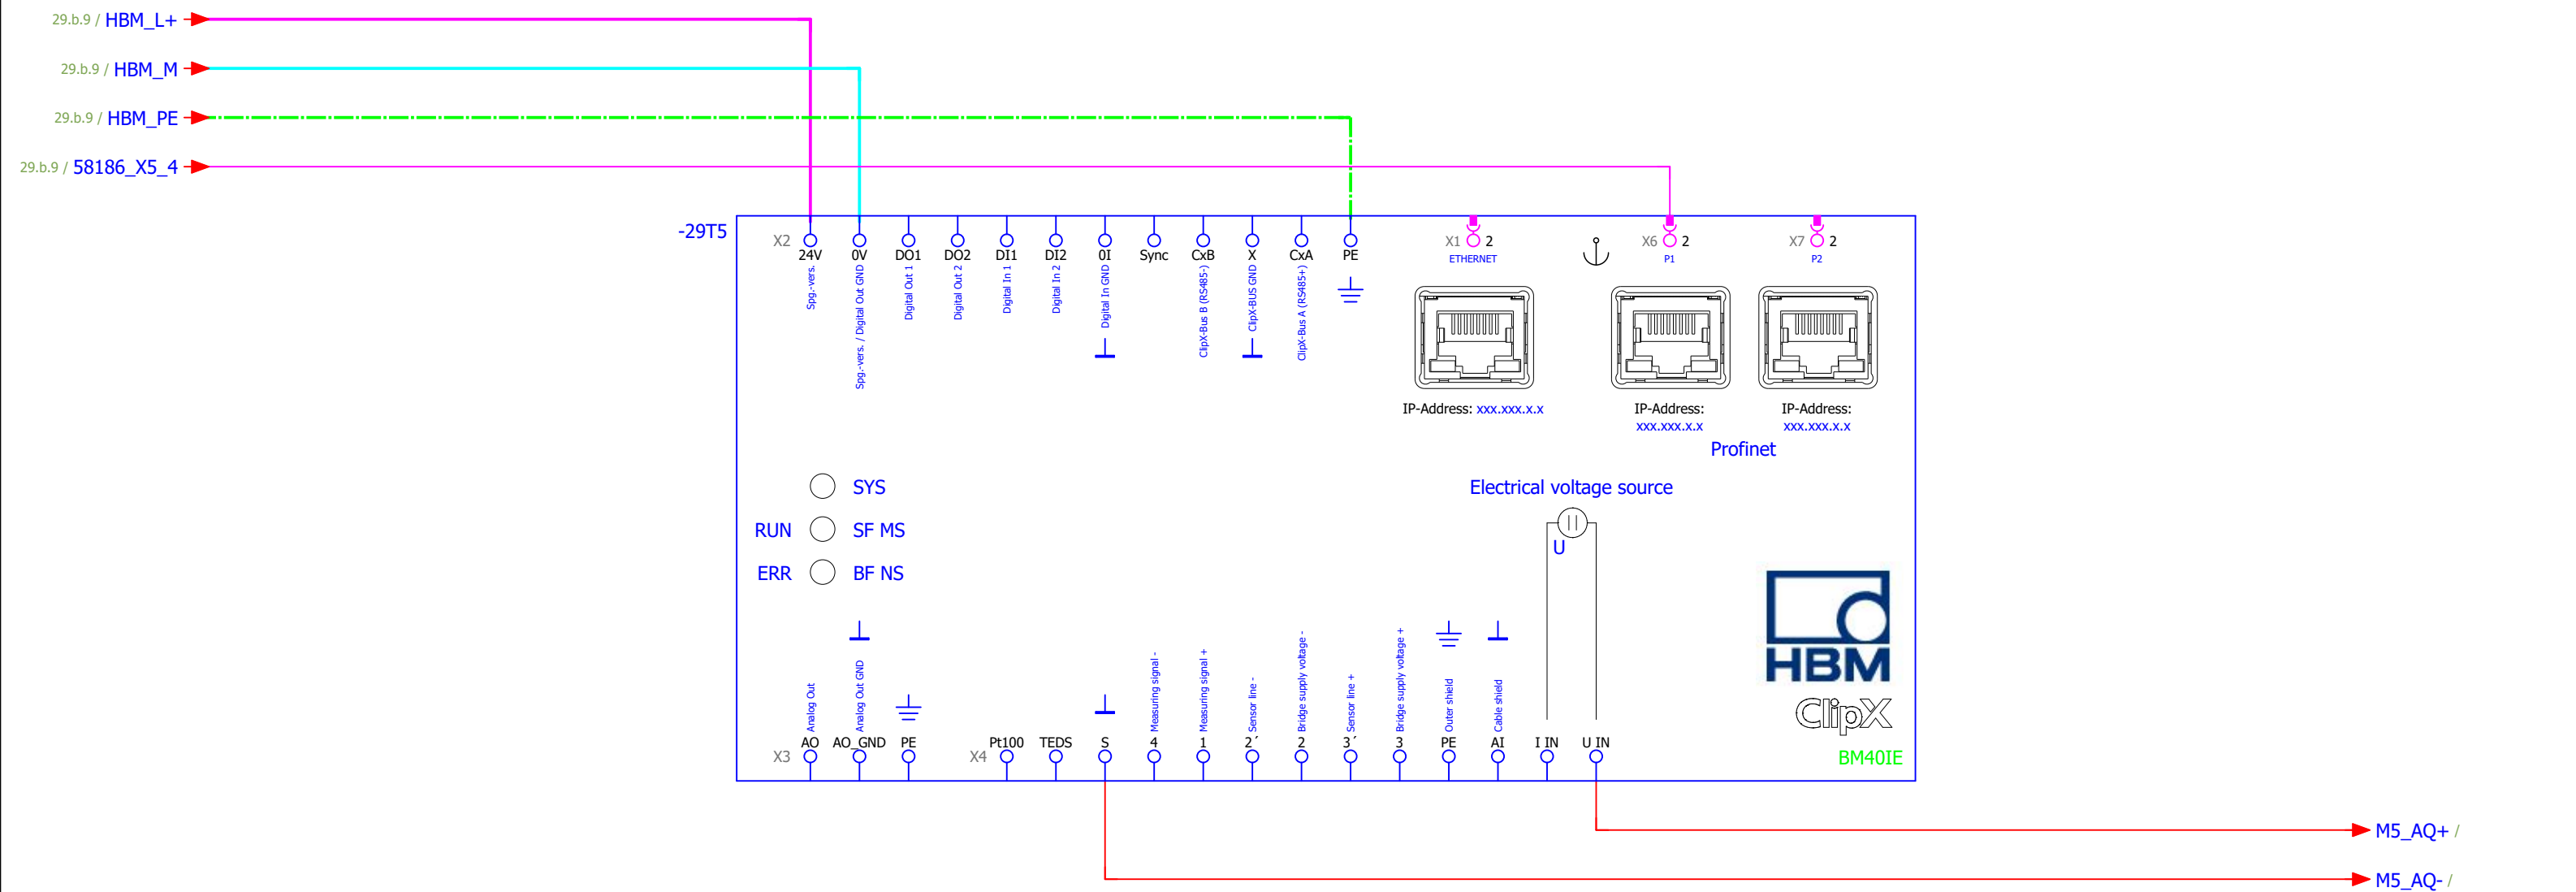 29.b.9 / HBM_L+
29.b.9 / HBM_M
29.b.9 / HBM_PE
29.b.9 / 58186_X5_4
-29T5
X2
24V
0V
DO1
DO2
DI1
DI2
0I
Sync
CxB
X
CxA
PE
X1 2
ETHERNET
X6 2
P1
X7 2
P2
Spg.-vers.
Spg.-vers. / Digital Out GND
Digital Out 1
Digital Out 2
Digital In 1
Digital In 2
Digital In GND
ClipX-Bus B (RS485-)
ClipX-BUS GND
ClipX-Bus A (RS485+)
IP-Address: xxx.xxx.x.x
IP-Address:
xxx.xxx.x.x
IP-Address:
xxx.xxx.x.x
Profinet
SYS
RUN SF MS
ERR BF NS
Electrical voltage source
U
HBM
ClipX
BM40IE
Analog Out
Analog Out GND
Measuring signal -
Measuring signal +
Sensor line -
Bridge supply voltage -
Sensor line +
Bridge supply voltage +
Outer shield
Cable shield
X3
AO
AO_GND
PE
X4
Pt100
TEDS
S
4
1
2´
2
3´
3
PE
AI
I IN
U IN
M5_AQ+ /
M5_AQ- /